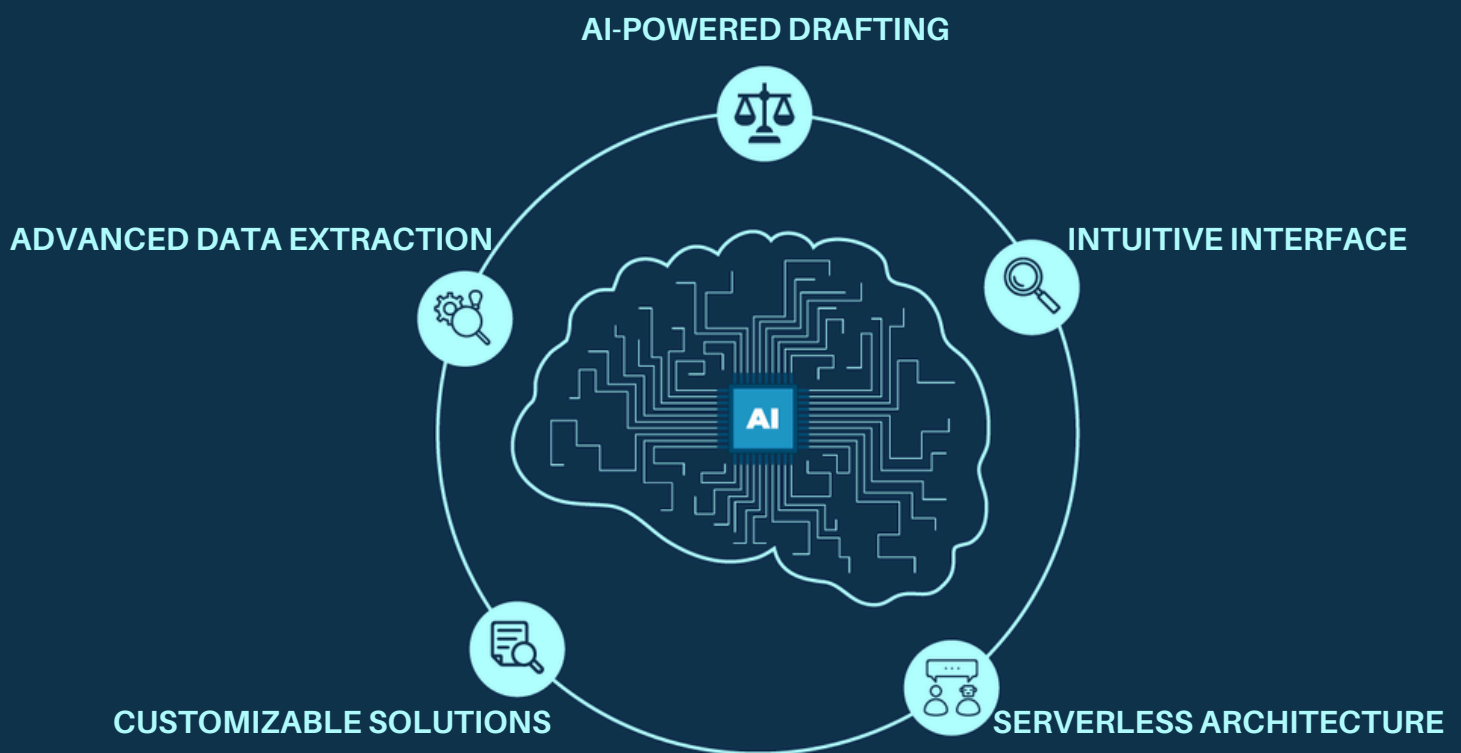 AI-POWERED DRAFTING
ADVANCED DATA EXTRACTION
INTUITIVE INTERFACE
AI
CUSTOMIZABLE SOLUTIONS
SERVERLESS ARCHITECTURE